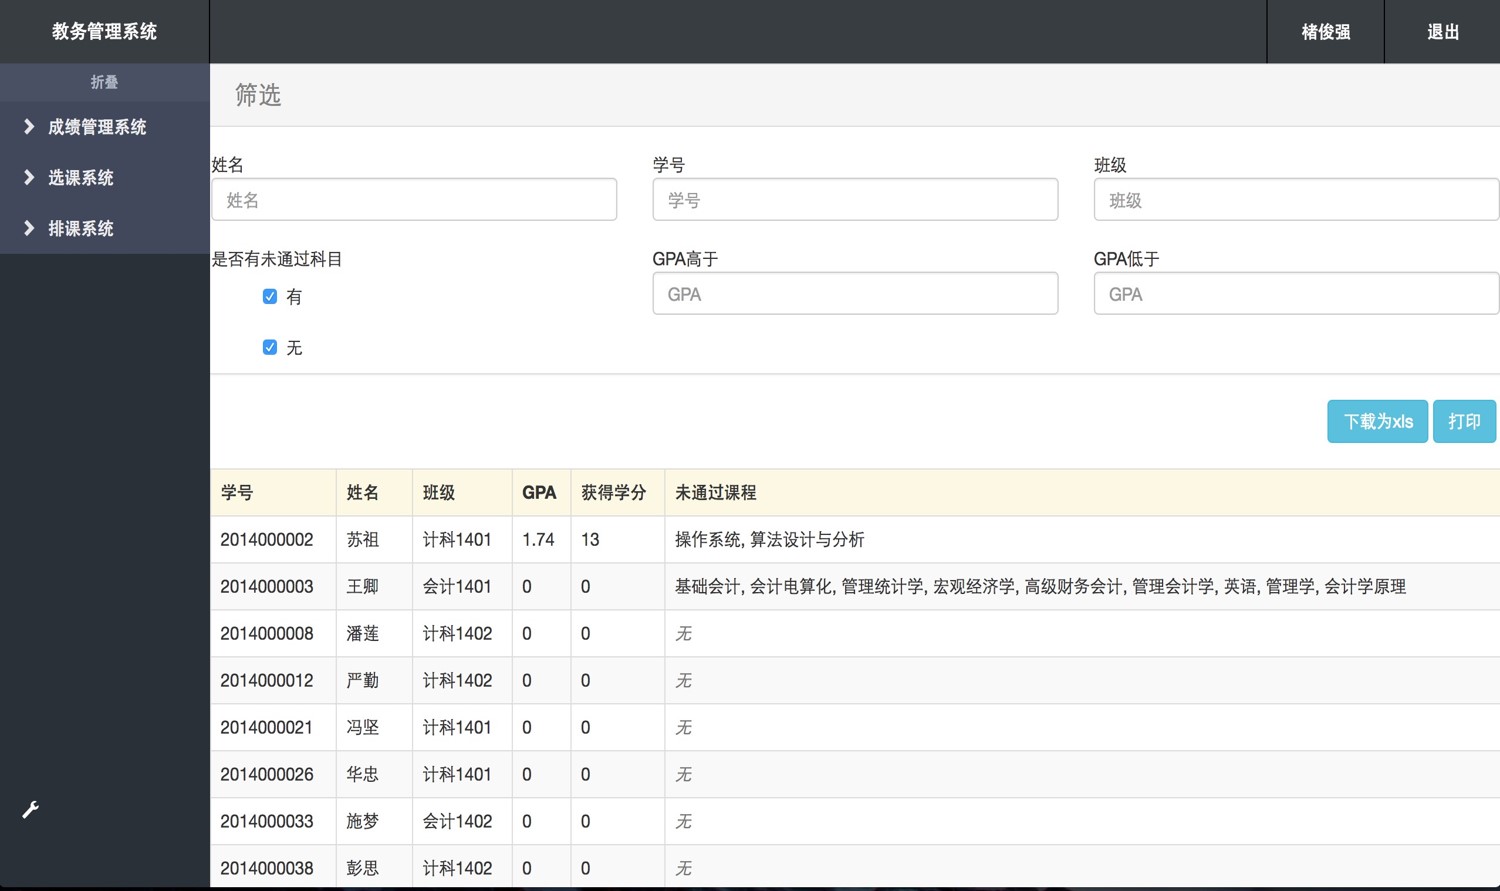 教务管理系统
楮俊强
退出
折叠
成绩管理系统
选课系统
排课系统
筛选
姓名
学号
班级
姓名
学号
班级
是否有未通过科目
GPA高于
GPA低于
有
GPA
GPA
无
下载为xls
打印
学号 姓名 班级 GPA 获得学分 未通过课程
2014000002 苏祖 计科1401 1.74 13 操作系统, 算法设计与分析
2014000003 王卿 会计1401 0 0 基础会计, 会计电算化, 管理统计学, 宏观经济学, 高级财务会计, 管理会计学, 英语, 管理学, 会计学原理
2014000008 潘莲 计科1402 0 0 无
2014000012 严勤 计科1402 0 0 无
2014000021 冯坚 计科1401 0 0 无
2014000026 华忠 计科1401 0 0 无
2014000033 施梦 会计1402 0 0 无
2014000038 彭思 计科1402 0 0 无